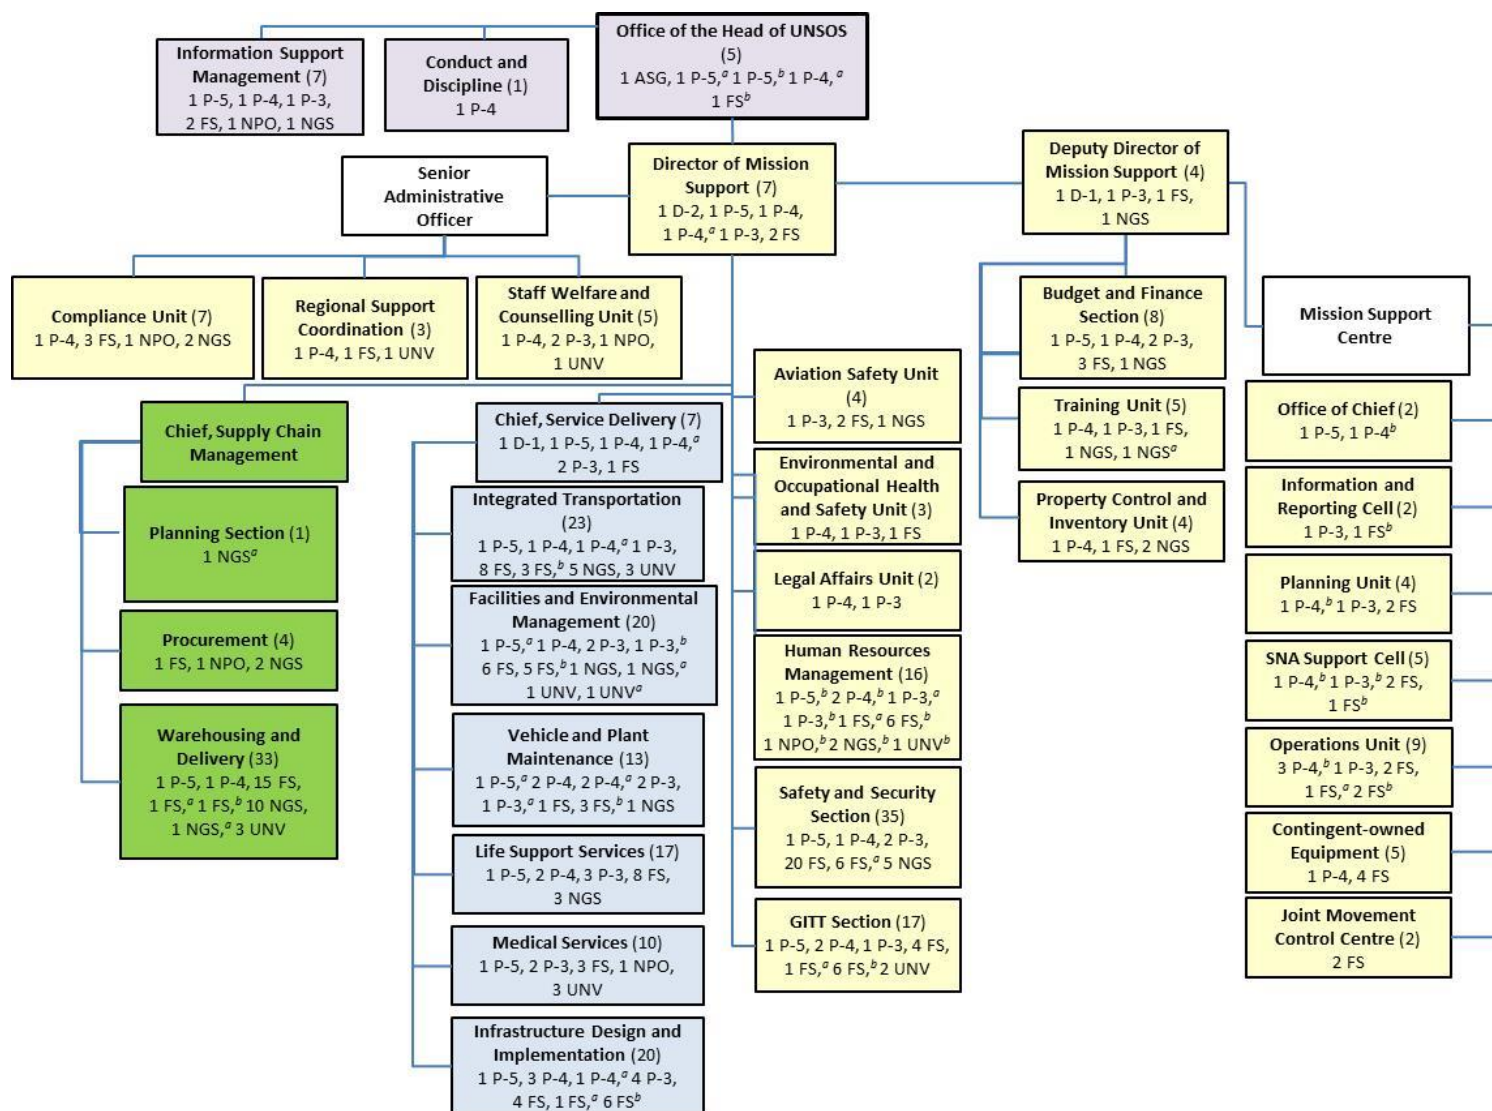 Office of the Head of UNSOS
(5)
1 ASG, 1 P-5,ᵃ 1 P-5,ᵇ 1 P-4,ᵃ
1 FSᵇ
Information Support
Management (7)
1 P-5, 1 P-4, 1 P-3,
2 FS, 1 NPO, 1 NGS
Conduct and
Discipline (1)
1 P-4
Senior
Administrative
Officer
Director of Mission
Support (7)
1 D-2, 1 P-5, 1 P-4,
1 P-4,ᵃ 1 P-3, 2 FS
Deputy Director of
Mission Support (4)
1 D-1, 1 P-3, 1 FS,
1 NGS
Compliance Unit (7)
1 P-4, 3 FS, 1 NPO, 2 NGS
Regional Support
Coordination (3)
1 P-4, 1 FS, 1 UNV
Staff Welfare and
Counselling Unit (5)
1 P-4, 2 P-3, 1 NPO,
1 UNV
Chief, Supply Chain
Management
Planning Section (1)
1 NGSᵃ
Procurement (4)
1 FS, 1 NPO, 2 NGS
Warehousing and
Delivery (33)
1 P-5, 1 P-4, 15 FS,
1 FS,ᵃ 1 FS,ᵇ 10 NGS,
1 NGS,ᵃ 3 UNV
Chief, Service Delivery (7)
1 D-1, 1 P-5, 1 P-4, 1 P-4,ᵃ
2 P-3, 1 FS
Integrated Transportation
(23)
1 P-5, 1 P-4, 1 P-4,ᵃ 1 P-3,
8 FS, 3 FS,ᵇ 5 NGS, 3 UNV
Facilities and Environmental
Management (20)
1 P-5,ᵃ 1 P-4, 2 P-3, 1 P-3,ᵇ
6 FS, 5 FS,ᵇ 1 NGS, 1 NGS,ᵃ
1 UNV, 1 UNVᵃ
Vehicle and Plant
Maintenance (13)
1 P-5,ᵃ 2 P-4, 2 P-4,ᵃ 2 P-3,
1 P-3,ᵃ 1 FS, 3 FS,ᵇ 1 NGS
Life Support Services (17)
1 P-5, 2 P-4, 3 P-3, 8 FS,
3 NGS
Medical Services (10)
1 P-5, 2 P-3, 3 FS, 1 NPO,
3 UNV
Infrastructure Design and
Implementation (20)
1 P-5, 3 P-4, 1 P-4,ᵃ 4 P-3,
4 FS, 1 FS,ᵃ 6 FSᵇ
Aviation Safety Unit
(4)
1 P-3, 2 FS, 1 NGS
Environmental and
Occupational Health
and Safety Unit (3)
1 P-4, 1 P-3, 1 FS
Legal Affairs Unit (2)
1 P-4, 1 P-3
Human Resources
Management (16)
1 P-5,ᵇ 2 P-4,ᵇ 1 P-3,ᵃ
1 P-3,ᵇ 1 FS,ᵃ 6 FS,ᵇ
1 NPO,ᵇ 2 NGS,ᵇ 1 UNVᵇ
Safety and Security
Section (35)
1 P-5, 1 P-4, 2 P-3,
20 FS, 6 FS,ᵃ 5 NGS
GITT Section (17)
1 P-5, 2 P-4, 1 P-3, 4 FS,
1 FS,ᵃ 6 FS,ᵇ 2 UNV
Budget and Finance
Section (8)
1 P-5, 1 P-4, 2 P-3,
3 FS, 1 NGS
Training Unit (5)
1 P-4, 1 P-3, 1 FS,
1 NGS, 1 NGSᵃ
Property Control and
Inventory Unit (4)
1 P-4, 1 FS, 2 NGS
Mission Support
Centre
Office of Chief (2)
1 P-5, 1 P-4ᵇ
Information and
Reporting Cell (2)
1 P-3, 1 FSᵇ
Planning Unit (4)
1 P-4,ᵇ 1 P-3, 2 FS
SNA Support Cell (5)
1 P-4,ᵇ 1 P-3,ᵇ 2 FS,
1 FSᵇ
Operations Unit (9)
3 P-4,ᵇ 1 P-3, 2 FS,
1 FS,ᵃ 2 FSᵇ
Contingent-owned
Equipment (5)
1 P-4, 4 FS
Joint Movement
Control Centre (2)
2 FS